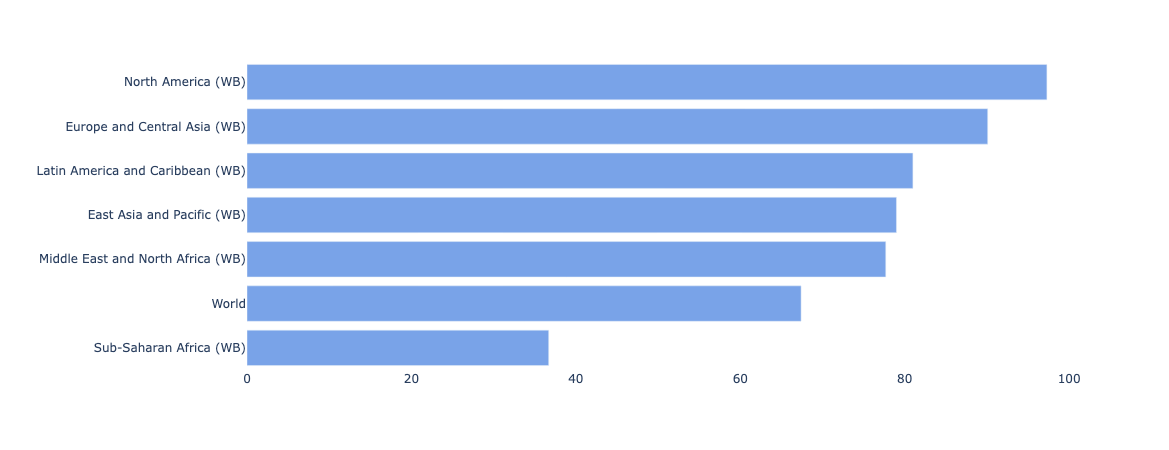 North America (WB)
Europe and Central Asia (WB)
Latin America and Caribbean (WB)
East Asia and Pacific (WB)
Middle East and North Africa (WB)
World
Sub-Saharan Africa (WB)
0 20 40 60 80 100